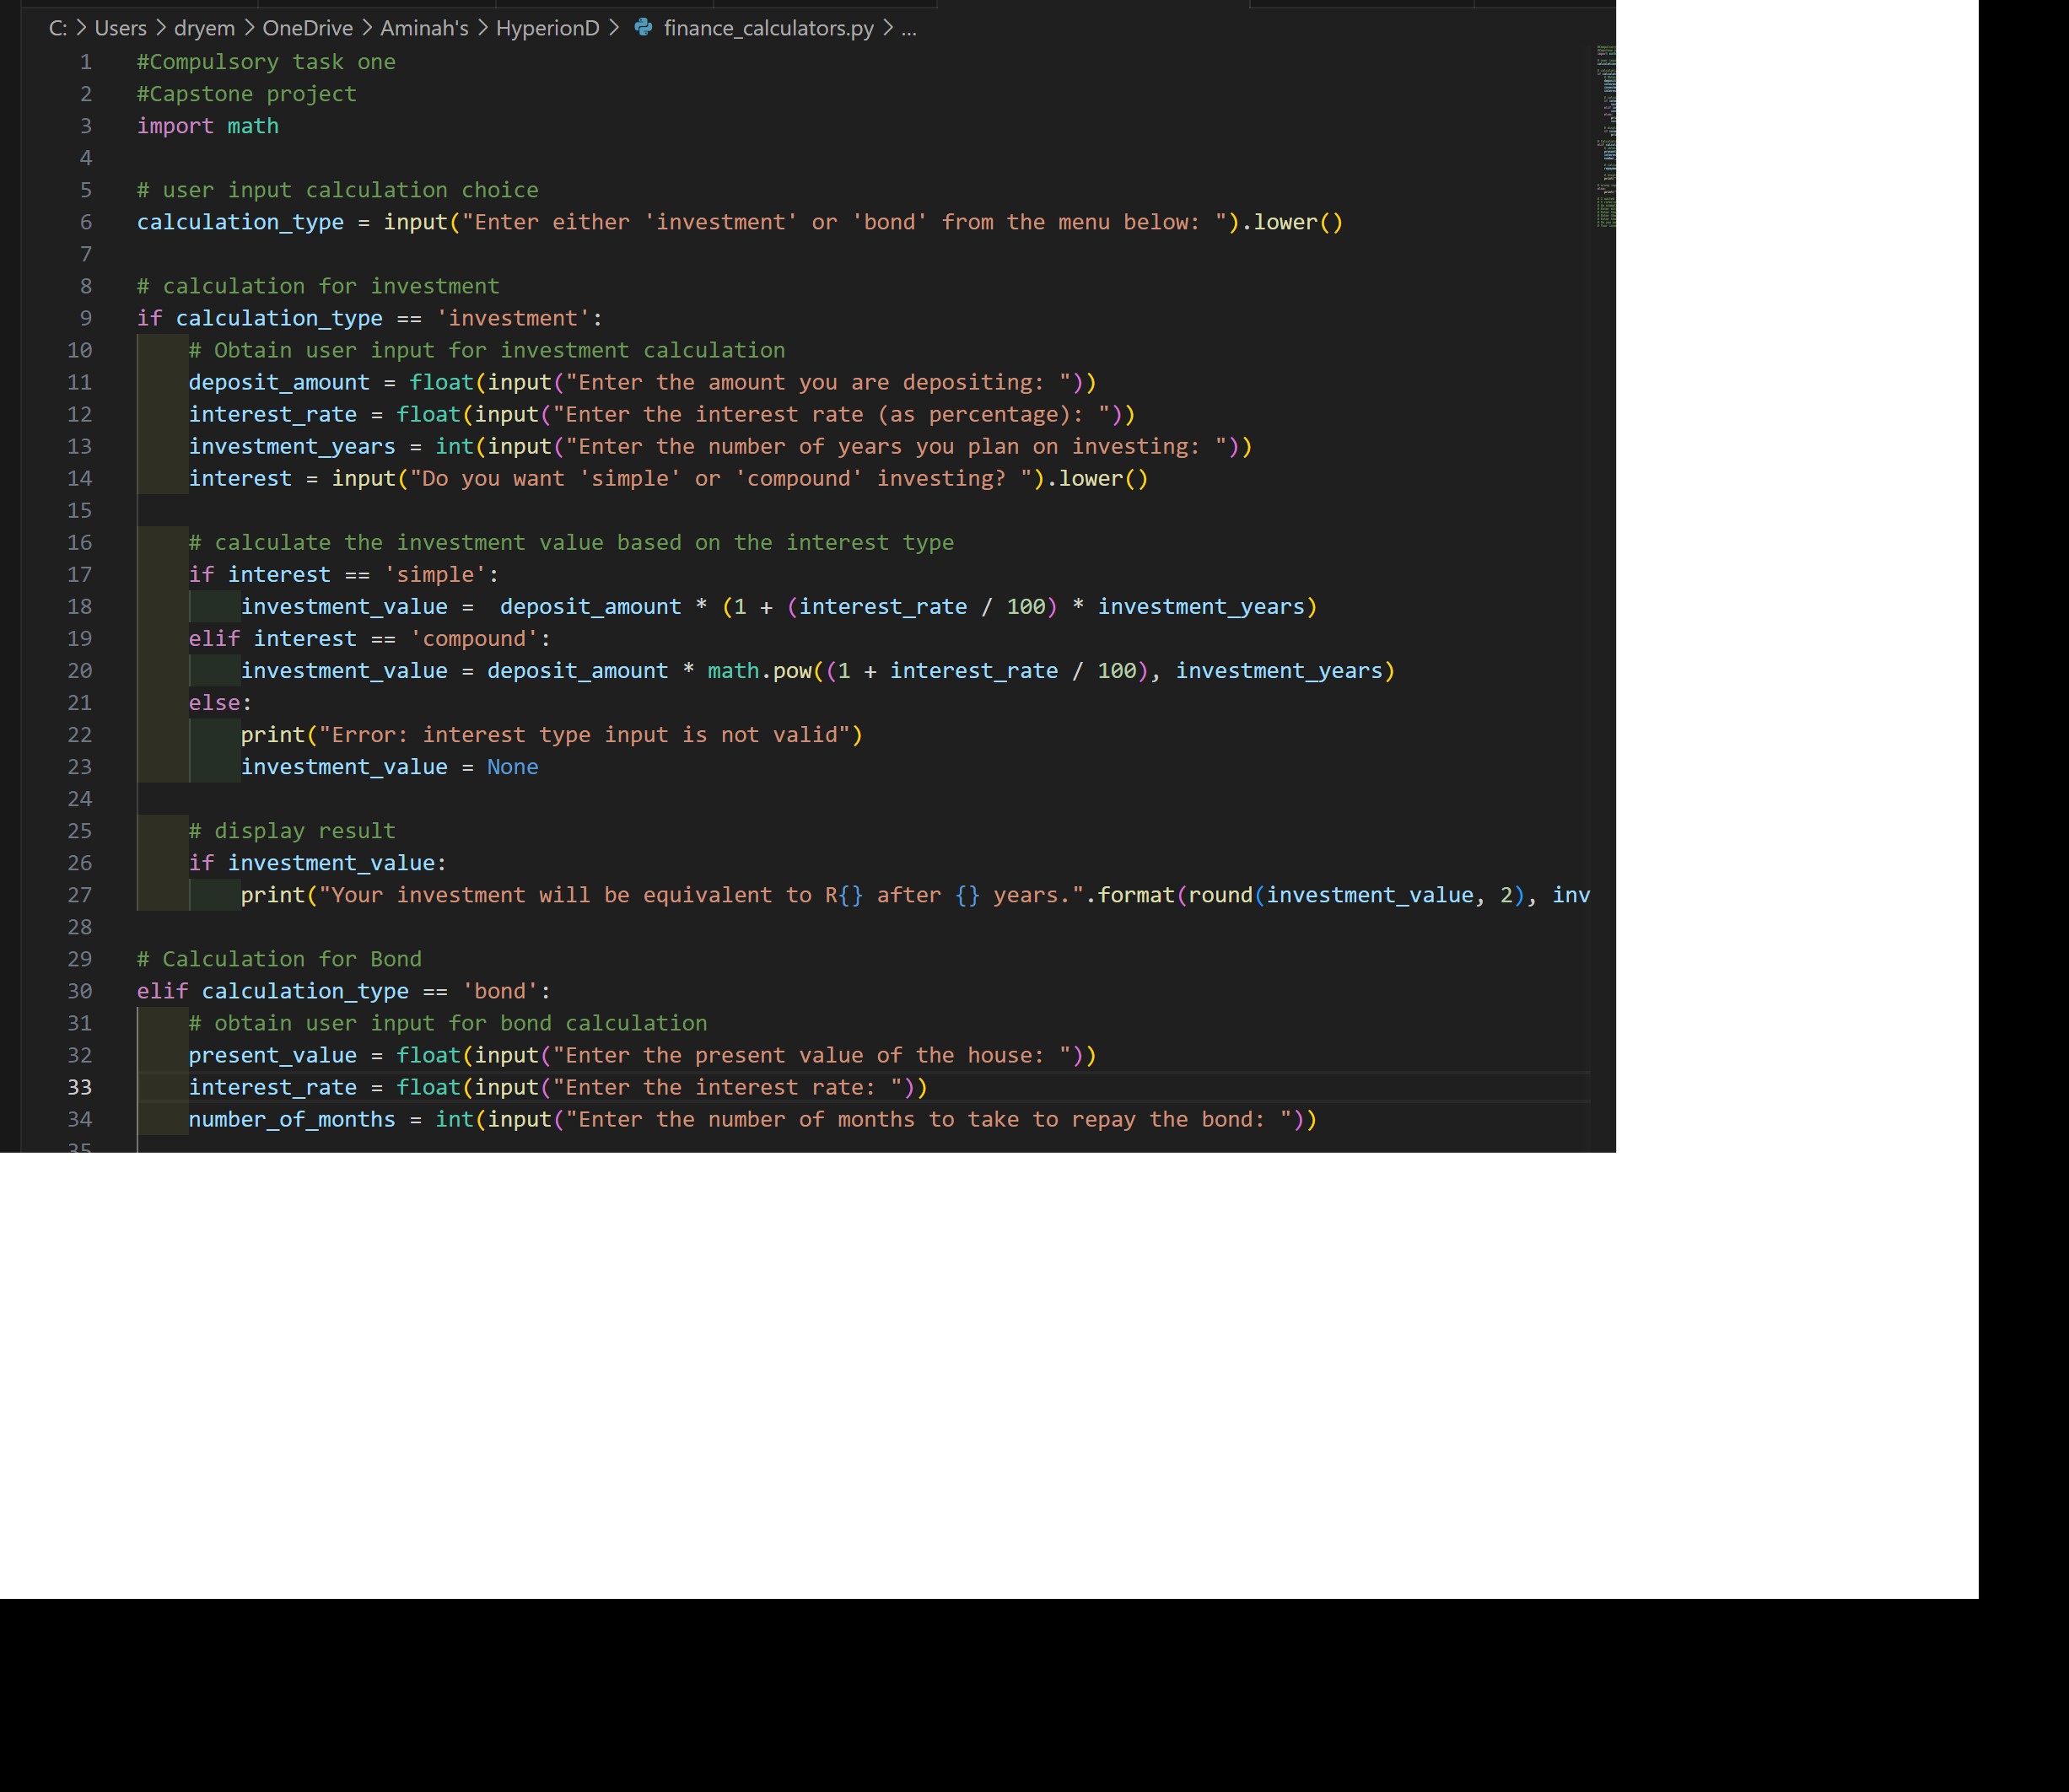 C: > Users > dryem > OneDrive > Aminah's > HyperionD > finance_calculators.py > ...
1 #Compulsory task one
2 #Capstone project
3 import math
4
5 # user input calculation choice
6 calculation_type = input("Enter either 'investment' or 'bond' from the menu below: ").lower()
7
8 # calculation for investment
9 if calculation_type == 'investment':
10     # Obtain user input for investment calculation
11     deposit_amount = float(input("Enter the amount you are depositing: "))
12     interest_rate = float(input("Enter the interest rate (as percentage): "))
13     investment_years = int(input("Enter the number of years you plan on investing: "))
14     interest = input("Do you want 'simple' or 'compound' investing? ").lower()
15
16     # calculate the investment value based on the interest type
17     if interest == 'simple':
18         investment_value =  deposit_amount * (1 + (interest_rate / 100) * investment_years)
19     elif interest == 'compound':
20         investment_value = deposit_amount * math.pow((1 + interest_rate / 100), investment_years)
21     else:
22         print("Error: interest type input is not valid")
23         investment_value = None
24
25     # display result
26     if investment_value:
27         print("Your investment will be equivalent to R{} after {} years.".format(round(investment_value, 2), inv
28
29 # Calculation for Bond
30 elif calculation_type == 'bond':
31     # obtain user input for bond calculation
32     present_value = float(input("Enter the present value of the house: "))
33     interest_rate = float(input("Enter the interest rate: "))
34     number_of_months = int(input("Enter the number of months to take to repay the bond: "))
35